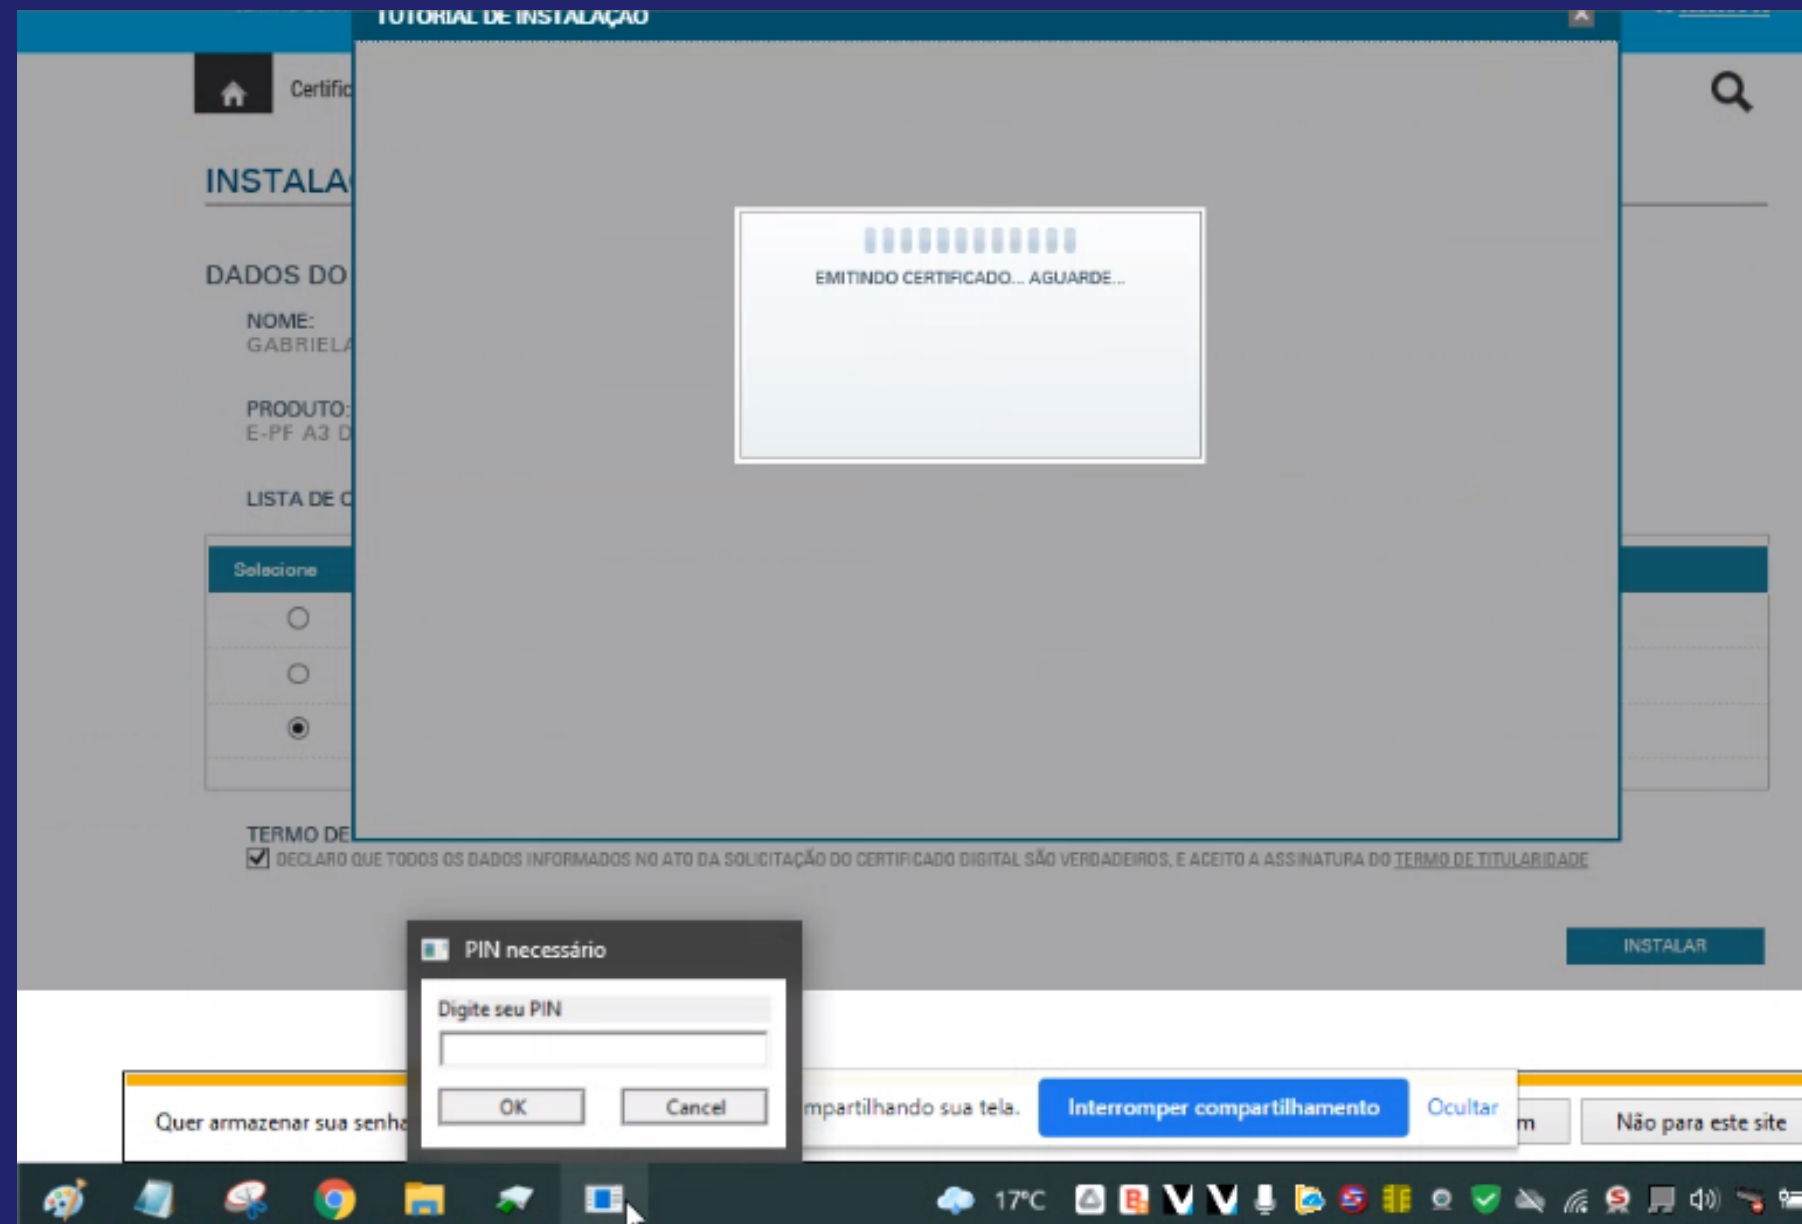 TUTORIAL DE INSTALAÇÃO
Certific
INSTALA
DADOS DO
NOME:
GABRIELA
PRODUTO:
E-PF A3 D
LISTA DE C
Selecione
EMITINDO CERTIFICADO... AGUARDE...
TERMO DE
DECLARO QUE TODOS OS DADOS INFORMADOS NO ATO DA SOLICITAÇÃO DO CERTIFICADO DIGITAL SÃO VERDADEIROS, E ACEITO A ASSINATURA DO TERMO DE TITULARIDADE
INSTALAR
PIN necessário
Digite seu PIN
OK Cancel
Quer armazenar sua senha
mpartilhando sua tela. Interromper compartilhamento Ocultar
m Não para este site
17°C